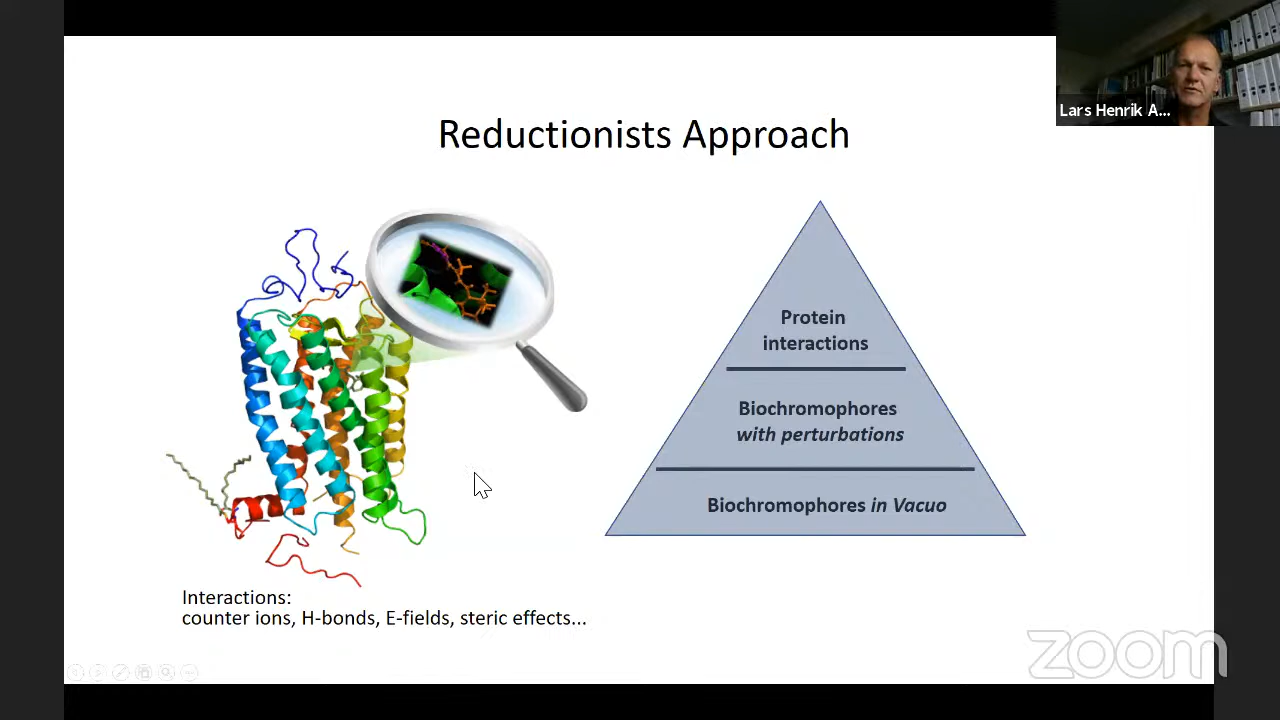 Lars Henrik A...
Reductionists Approach
Protein
interactions
Biochromophores
with perturbations
Biochromophores in Vacuo
Interactions:
counter ions, H-bonds, E-fields, steric effects...
zoom